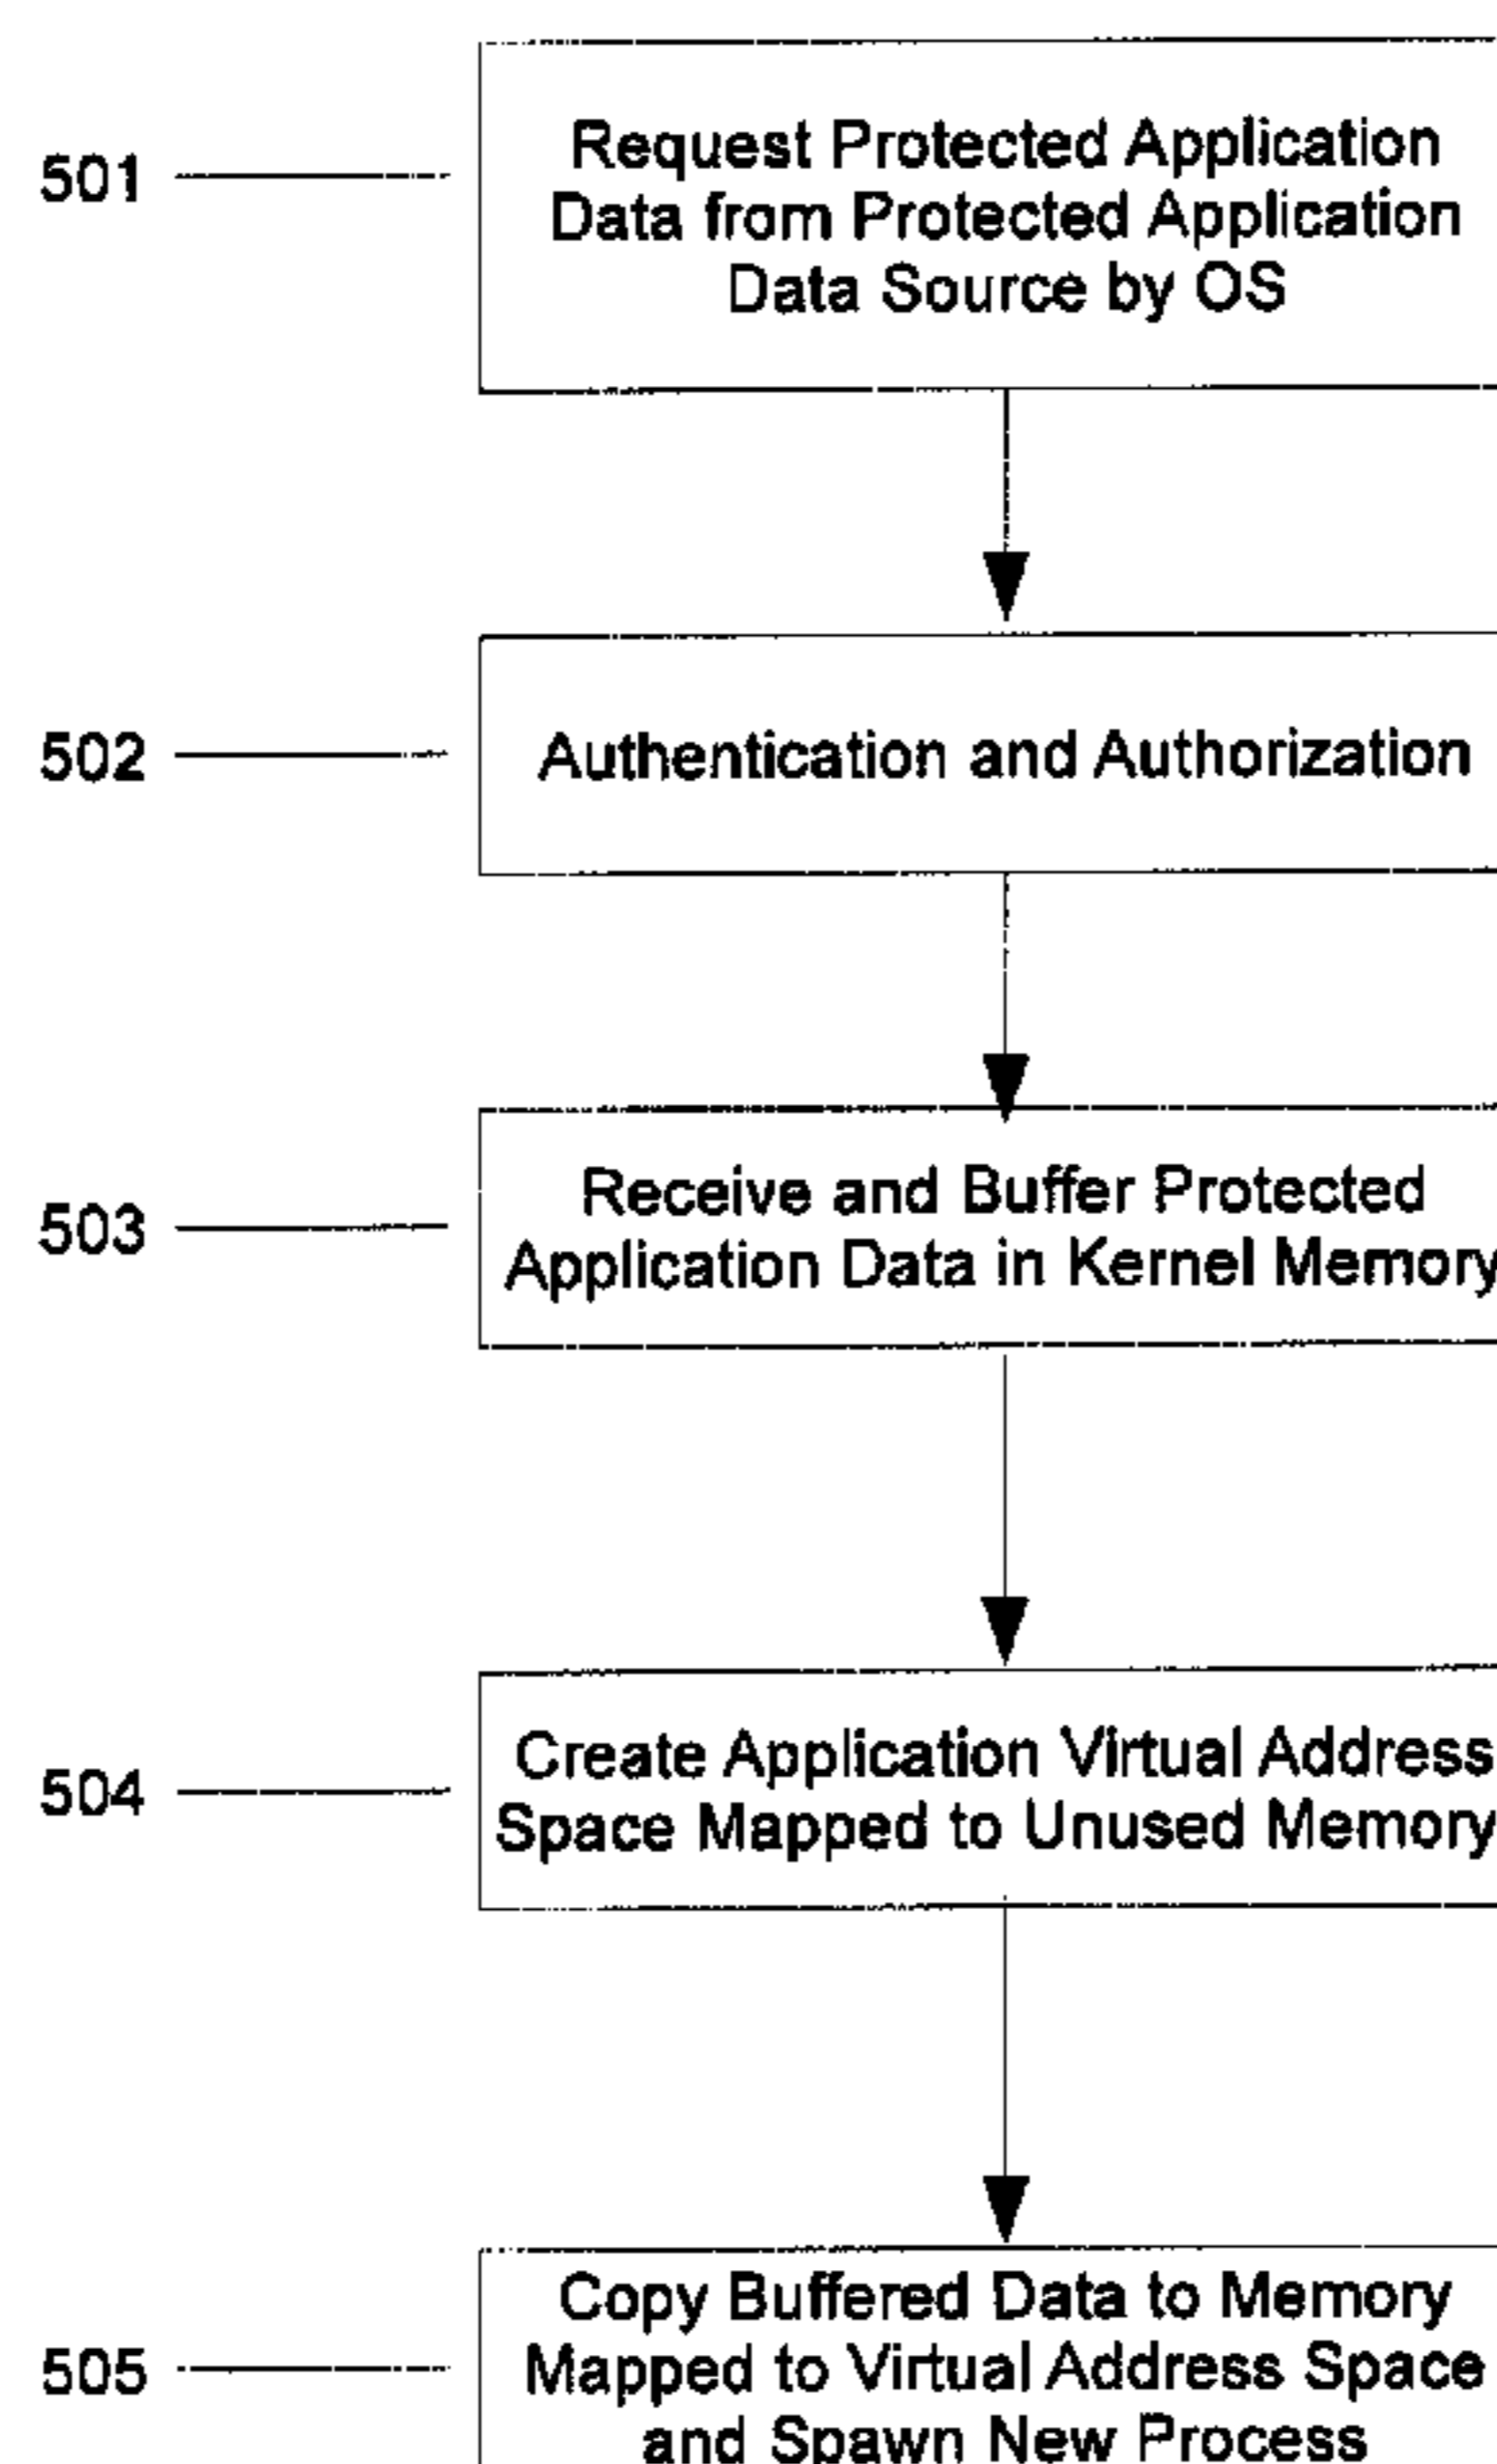 501
Request Protected Application
Data from Protected Application
Data Source by OS
502
Authentication and Authorization
503
Receive and Buffer Protected
Application Data in Kernel Memory
504
Create Application Virtual Address
Space Mapped to Unused Memory
505
Copy Buffered Data to Memory
Mapped to Virtual Address Space
and Spawn New Process